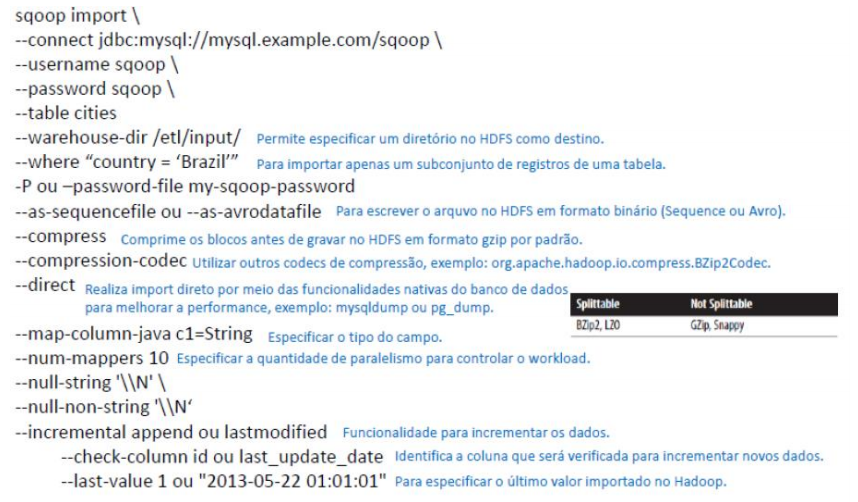 sqoop import \
--connect jdbc:mysql://mysql.example.com/sqoop \
--username sqoop \
--password sqoop \
--table cities
--warehouse-dir /etl/input/ Permite especificar um diretório no HDFS como destino.
--where “country = ‘Brazil’” Para importar apenas um subconjunto de registros de uma tabela.
-P ou –password-file my-sqoop-password
--as-sequencefile ou --as-avrodatafile Para escrever o arquvo no HDFS em formato binário (Sequence ou Avro).
--compress Comprime os blocos antes de gravar no HDFS em formato gzip por padrão.
--compression-codec Utilizar outros codecs de compressão, exemplo: org.apache.hadoop.io.compress.BZip2Codec.
--direct Realiza import direto por meio das funcionalidades nativas do banco de dados
para melhorar a performance, exemplo: mysqldump ou pg_dump.
Splittable Not Splittable
BZip2, LZO GZip, Snappy
--map-column-java c1=String Especificar o tipo do campo.
--num-mappers 10 Especificar a quantidade de paralelismo para controlar o workload.
--null-string '\\N' \
--null-non-string '\\N‘
--incremental append ou lastmodified Funcionalidade para incrementar os dados.
--check-column id ou last_update_date Identifica a coluna que será verificada para incrementar novos dados.
--last-value 1 ou "2013-05-22 01:01:01" Para especificar o último valor importado no Hadoop.